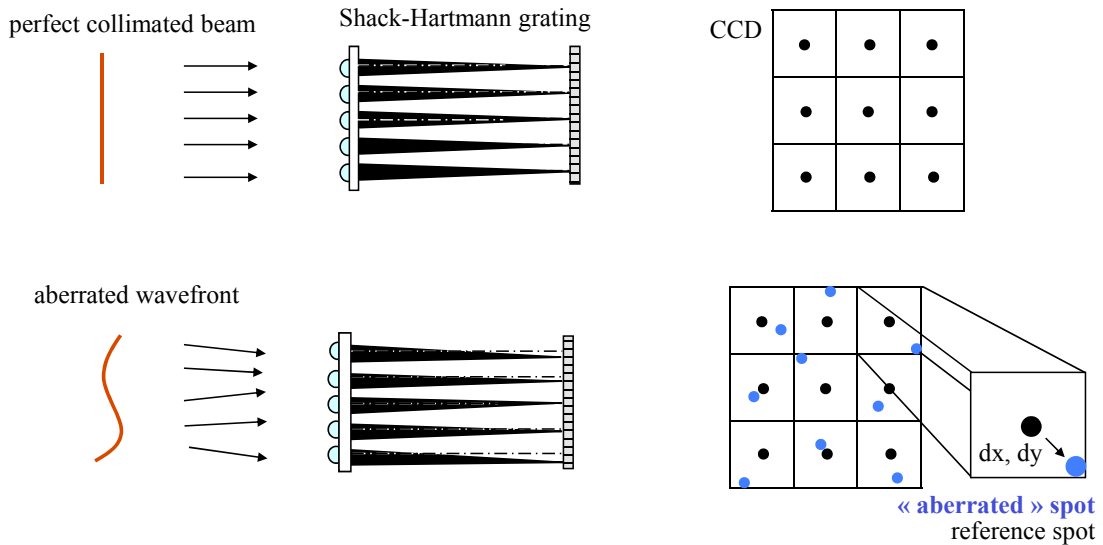 perfect collimated beam
Shack-Hartmann grating
CCD
aberrated wavefront
dx, dy
« aberrated » spot
reference spot